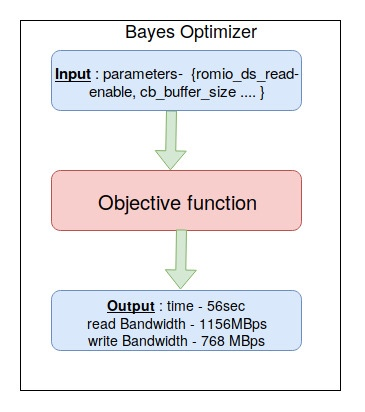 Bayes Optimizer
Input : parameters- {romio_ds_read-
enable, cb_buffer_size .... }
Objective function
Output : time - 56sec
read Bandwidth - 1156MBps
write Bandwidth - 768 MBps